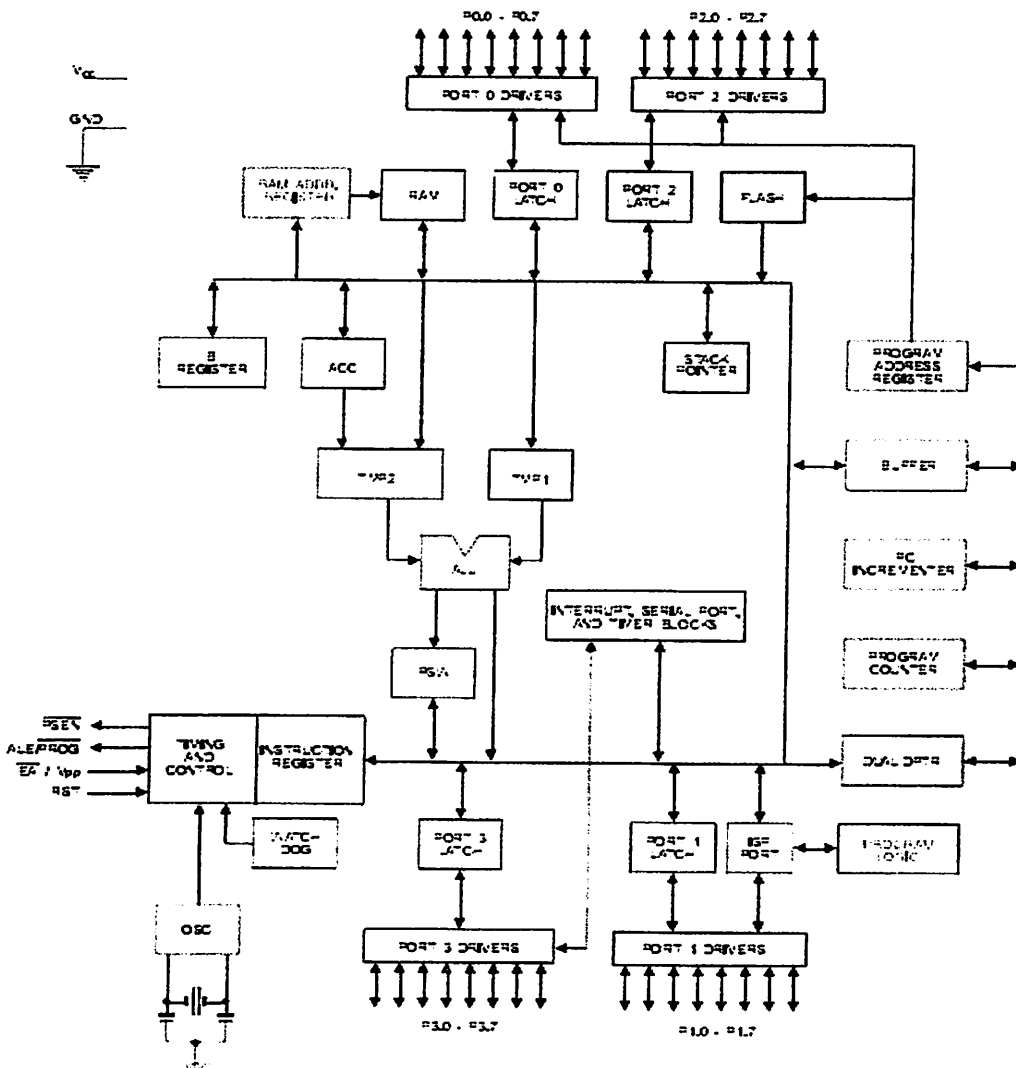 P0.0 - P0.7
P2.0 - P2.7
VCC
GND
PORT 0 DRIVERS
PORT 2 DRIVERS
RAM ADDR.
REGISTER
RAM
PORT 0
LATCH
PORT 2
LATCH
FLASH
B
REGISTER
ACC
STACK
POINTER
PROGRAM
ADDRESS
REGISTER
TMP2
TMP1
BUFFER
ALU
PC
INCREMENTER
INTERRUPT, SERIAL PORT,
AND TIMER BLOCKS
PSW
PROGRAM
COUNTER
PSEN
ALE/PROG
EA / VPP
RST
TIMING
AND
CONTROL
INSTRUCTION
REGISTER
DUAL DPTR
WATCH
DOG
PORT 3
LATCH
PORT 1
LATCH
ISP
PORT
PROGRAM
LOGIC
OSC
PORT 3 DRIVERS
PORT 1 DRIVERS
P3.0 - P3.7
P1.0 - P1.7